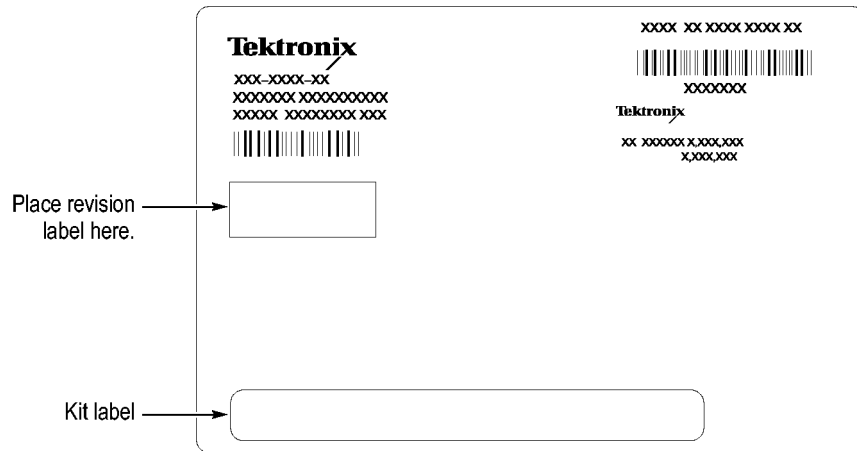 Tektronix
XXX–XXXX–XX
XXXXXXX XXXXXXXXXX
XXXXX XXXXXXXX XXX
XXXX XX XXXX XXXX XX
XXXXXXX
Tektronix
XX XXXXXX X,XXX,XXX
X,XXX,XXX
Place revision
label here.
Kit label